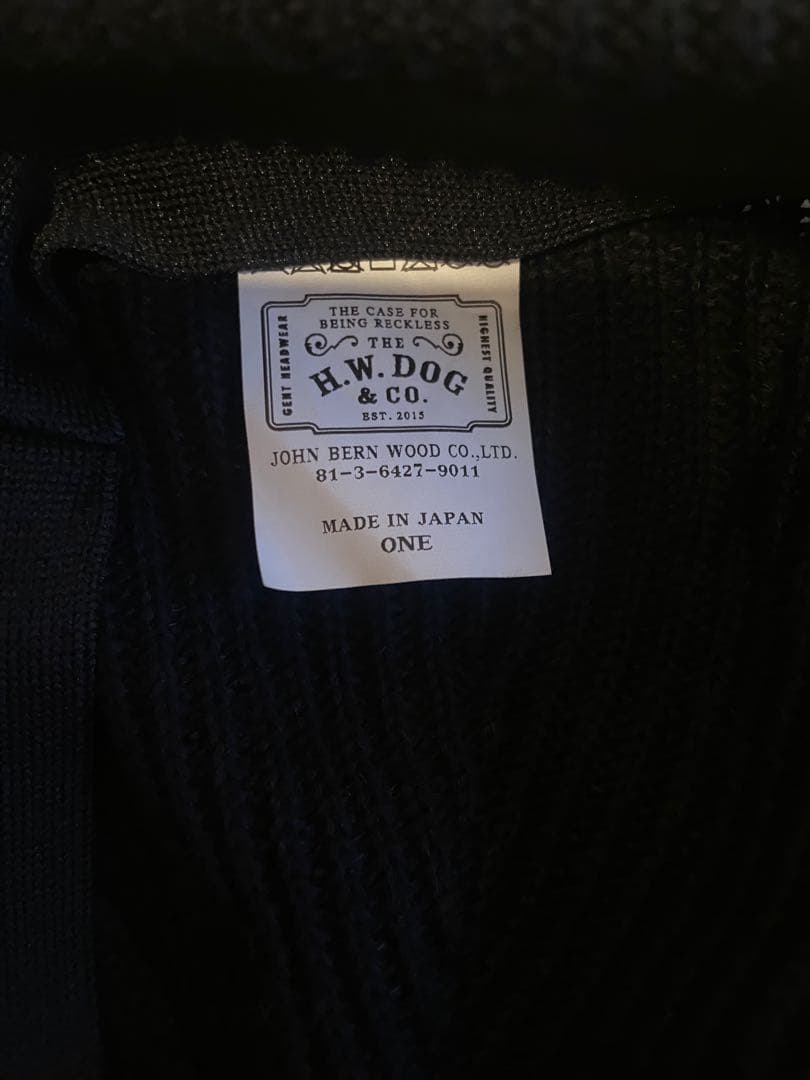 THE CASE FOR
BEING RECKLESS
GENT HEADWEAR
THE
HIGHEST QUALITY
H.W. DOG
& CO.
EST. 2015
JOHN BERN WOOD CO.,LTD.
81-3-6427-9011
MADE IN JAPAN
ONE